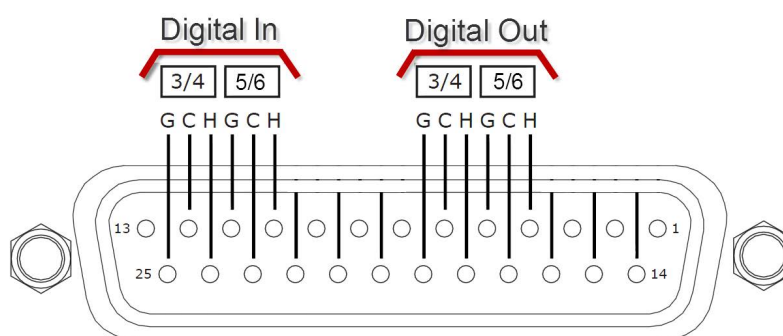 Digital In Digital Out
3/4 5/6 3/4 5/6
G C H G C H G C H G C H
13 1
25 14